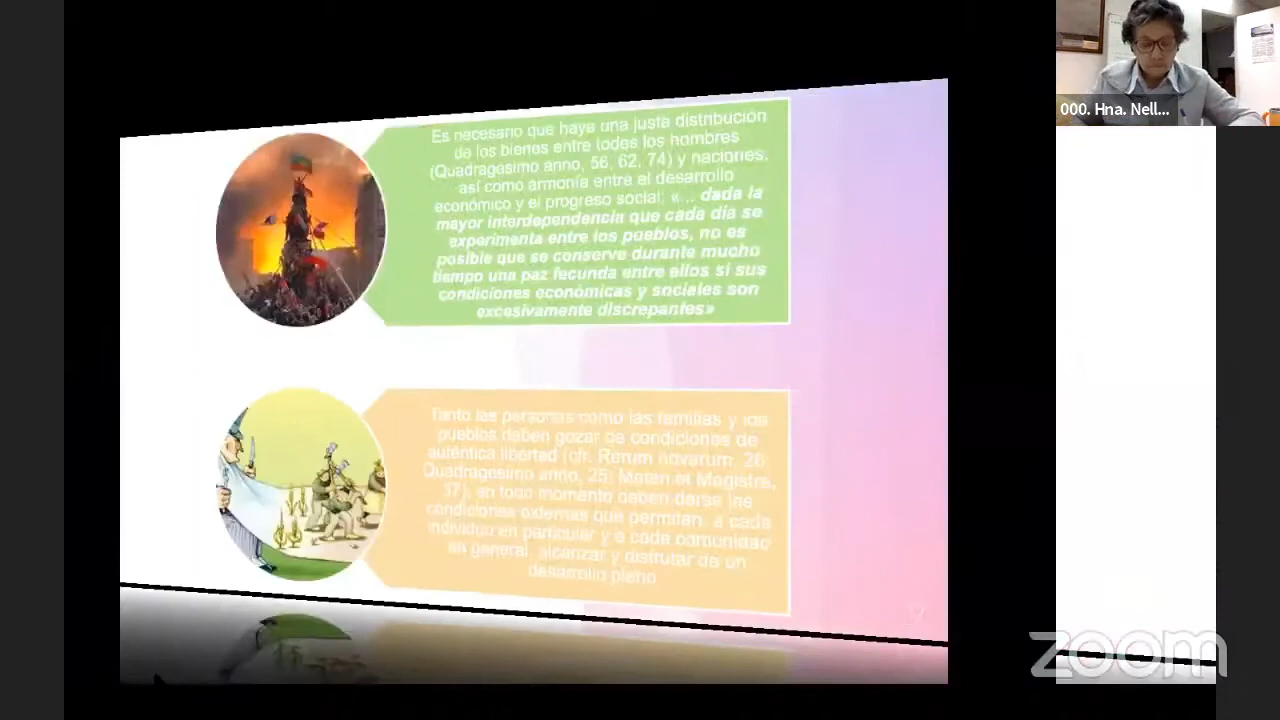 Es necesario que haya una justa distribución
de los bienes entre todos los hombres
(Quadragesimo anno, 56, 62, 74) y naciones,
así como armonía entre el desarrollo
económico y el progreso social: «... dada la
mayor interdependencia que cada día se
experimenta entre los pueblos, no es
posible que se conserve durante mucho
tiempo una paz fecunda entre ellos si sus
condiciones económicas y sociales son
excesivamente discrepantes»
Tanto las personas como las familias y los
pueblos deben gozar de condiciones de
auténtica libertad (cfr. Rerum novarum, 26;
Quadragesimo anno, 25; Mater et Magistra,
37), en todo momento deben darse las
condiciones externas que permitan, a cada
individuo en particular y a cada comunidad
en general, alcanzar y disfrutar de un
desarrollo pleno
000. Hna. Nell...
zoom